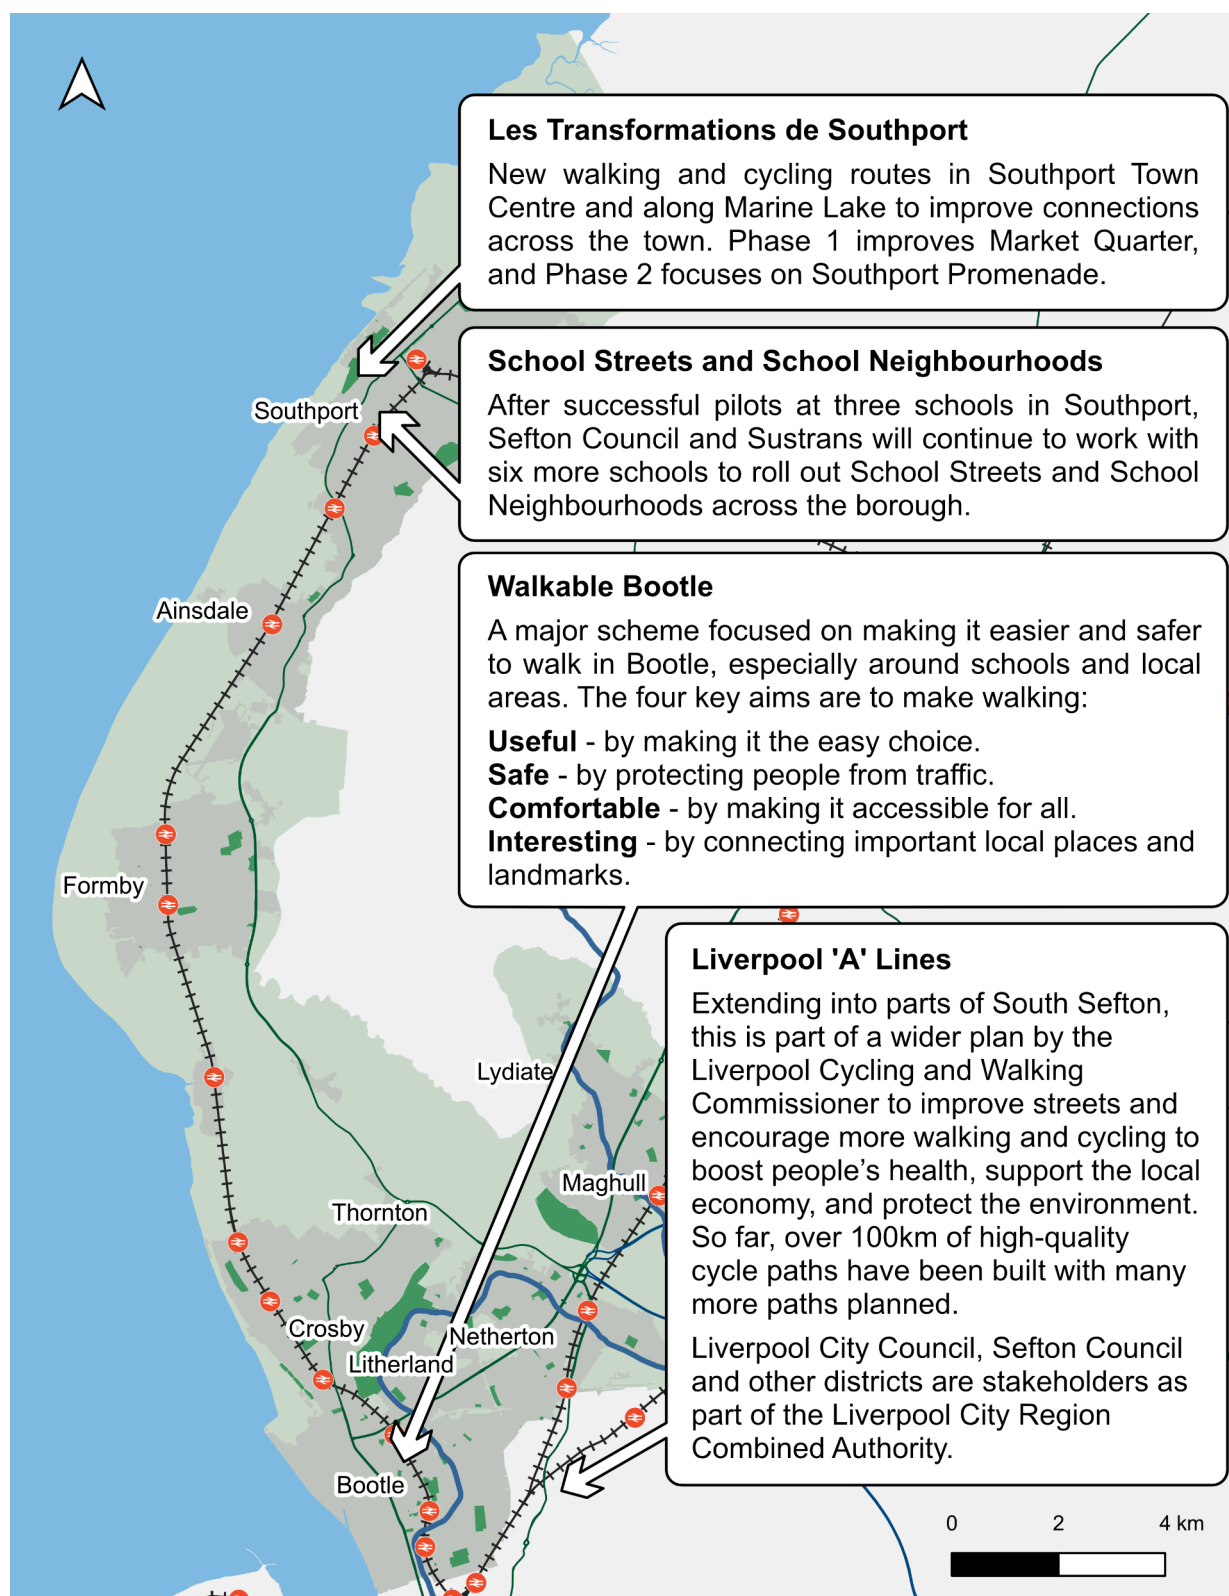 Les Transformations de Southport
New walking and cycling routes in Southport Town
Centre and along Marine Lake to improve connections
across the town. Phase 1 improves Market Quarter,
and Phase 2 focuses on Southport Promenade.
School Streets and School Neighbourhoods
After successful pilots at three schools in Southport,
Sefton Council and Sustrans will continue to work with
six more schools to roll out School Streets and School
Neighbourhoods across the borough.
Southport
Walkable Bootle
A major scheme focused on making it easier and safer
to walk in Bootle, especially around schools and local
areas. The four key aims are to make walking:
Useful - by making it the easy choice.
Safe - by protecting people from traffic.
Comfortable - by making it accessible for all.
Interesting - by connecting important local places and
landmarks.
Ainsdale
Formby
Liverpool 'A' Lines
Extending into parts of South Sefton,
this is part of a wider plan by the
Liverpool Cycling and Walking
Commissioner to improve streets and
encourage more walking and cycling to
boost people’s health, support the local
economy, and protect the environment.
So far, over 100km of high-quality
cycle paths have been built with many
more paths planned.
Liverpool City Council, Sefton Council
and other districts are stakeholders as
part of the Liverpool City Region
Combined Authority.
Lydiate
Maghull
Thornton
Crosby
Netherton
Litherland
Bootle
0 2 4 km